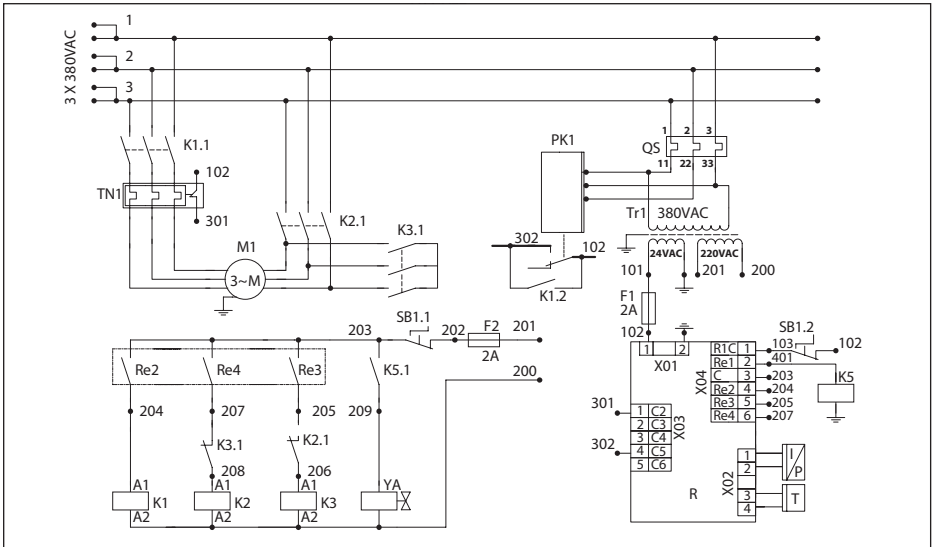 3 X 380VAC
1
2
3
K1.1
102
TN1
301
M1
3~M
K2.1
K3.1
PK1
302
102
K1.2
1 2 3
QS
11 22 33
Tr1 380VAC
24VAC 220VAC
101 201 200
F1
2A
102
SB1.1
203 202 F2 201
2A
200
Re2 Re4 Re3 K5.1
204 207 205 209
K3.1 K2.1
208 206
A1 A1 A1 YA
K1 K2 K3
A2 A2 A2
1 2
X01
SB1.2
R1C 1 103 102
Re1 2 401
C 3 203
Re2 4 204
Re3 5 205
Re4 6 207
X04
K5
301
1 C2
2 C3
3 C4
302
4 C5
5 C6
X03
R
X02
1
2
3
4
I/P
T